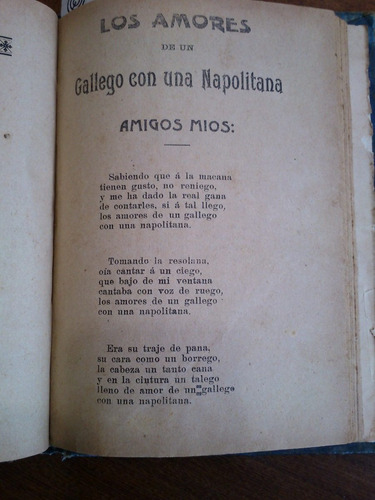 LOS AMORES
DE UN
Gallego con una Napolitana
AMIGOS MIOS:
Sabiendo que á la macana
tienen gusto, no reniego,
y me ha dado la real gana
de contarles, si á tal llego,
los amores de un gallego
con una napolitana.
Tomando la resolana,
oía cantar á un ciego,
que bajo de mi ventana
cantaba con voz de ruego,
los amores de un gallego
con una napolitana.
Era su traje de pana,
su cara como un borrego,
la cabeza un tanto cana
y en la cintura un talego
lleno de amor de un gallego
con una napolitana.